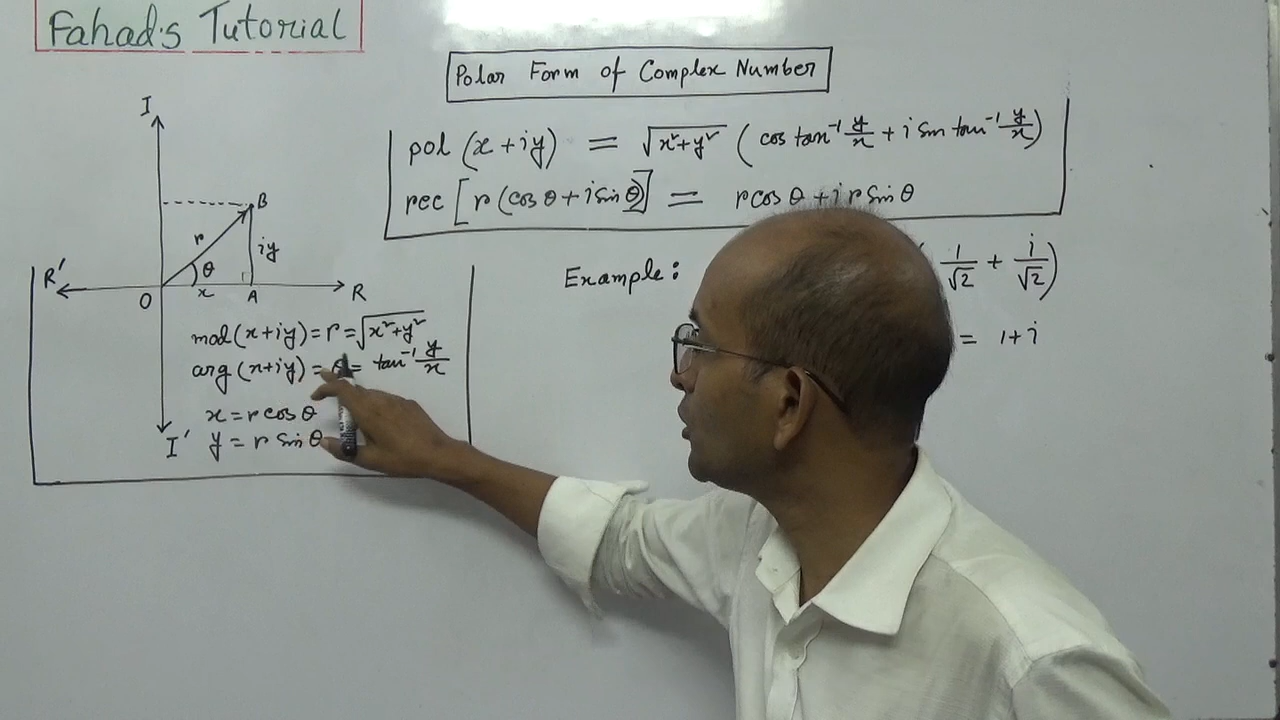 Fahad's Tutorial
Polar Form of Complex Number
pol (x + iy) = √x²+y² (cos tan⁻¹ y/x + i sin tan⁻¹ y/x)
rec [r (cos θ + i sin θ)] = r cos θ + i r sin θ
I
B
r
iy
θ
R'
O
x
A
R
mod (x+iy) = r = √x²+y²
arg (x+iy) = θ = tan⁻¹ y/x
x = r cos θ
I' y = r sin θ
Example:
1/√2 + i/√2)
= 1+i